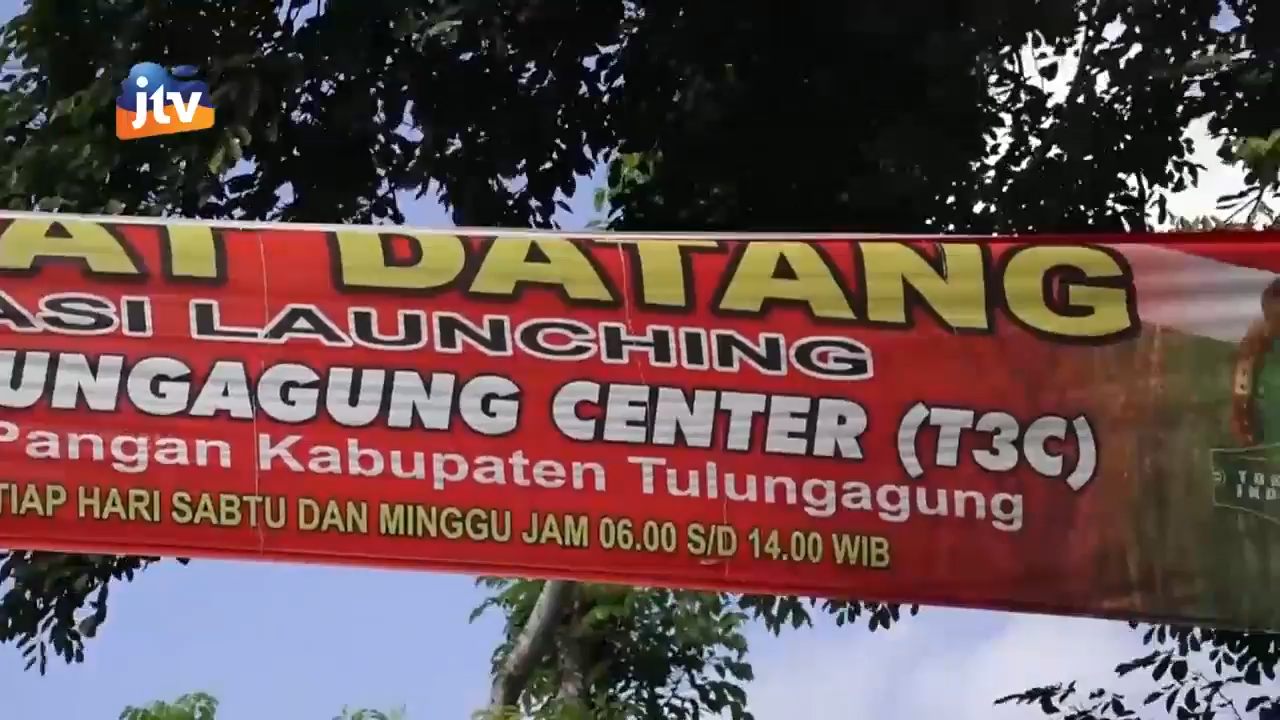 jtv
AT DATANG
ASI LAUNCHING
UNGAGUNG CENTER (T3C)
Pangan Kabupaten Tulungagung
TIAP HARI SABTU DAN MINGGU JAM 06.00 S/D 14.00 WIB